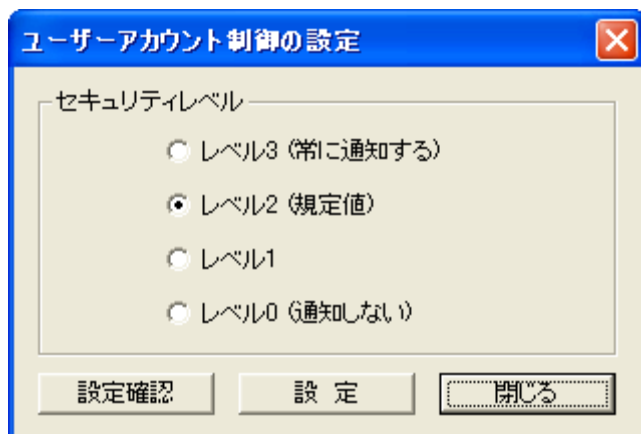 ユーザーアカウント制御の設定
セキュリティレベル
レベル3 (常に通知する)
レベル2 (規定値)
レベル1
レベル0 (通知しない)
設定確認 設 定 閉じる